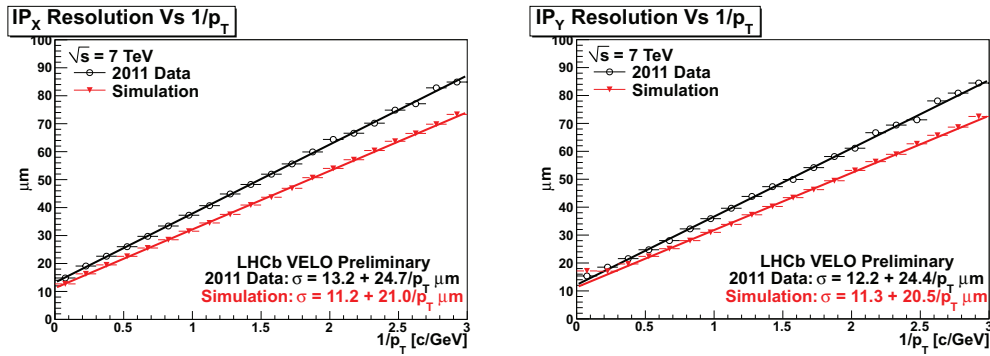 IP_X Resolution Vs 1/p_T
μm
100
90
80
70
60
50
40
30
20
10
0
√s = 7 TeV
2011 Data
Simulation
LHCb VELO Preliminary
2011 Data: σ = 13.2 + 24.7/p_T μm
Simulation: σ = 11.2 + 21.0/p_T μm
0 0.5 1 1.5 2 2.5 3
1/p_T [c/GeV]
IP_Y Resolution Vs 1/p_T
μm
100
90
80
70
60
50
40
30
20
10
0
√s = 7 TeV
2011 Data
Simulation
LHCb VELO Preliminary
2011 Data: σ = 12.2 + 24.4/p_T μm
Simulation: σ = 11.3 + 20.5/p_T μm
0 0.5 1 1.5 2 2.5 3
1/p_T [c/GeV]